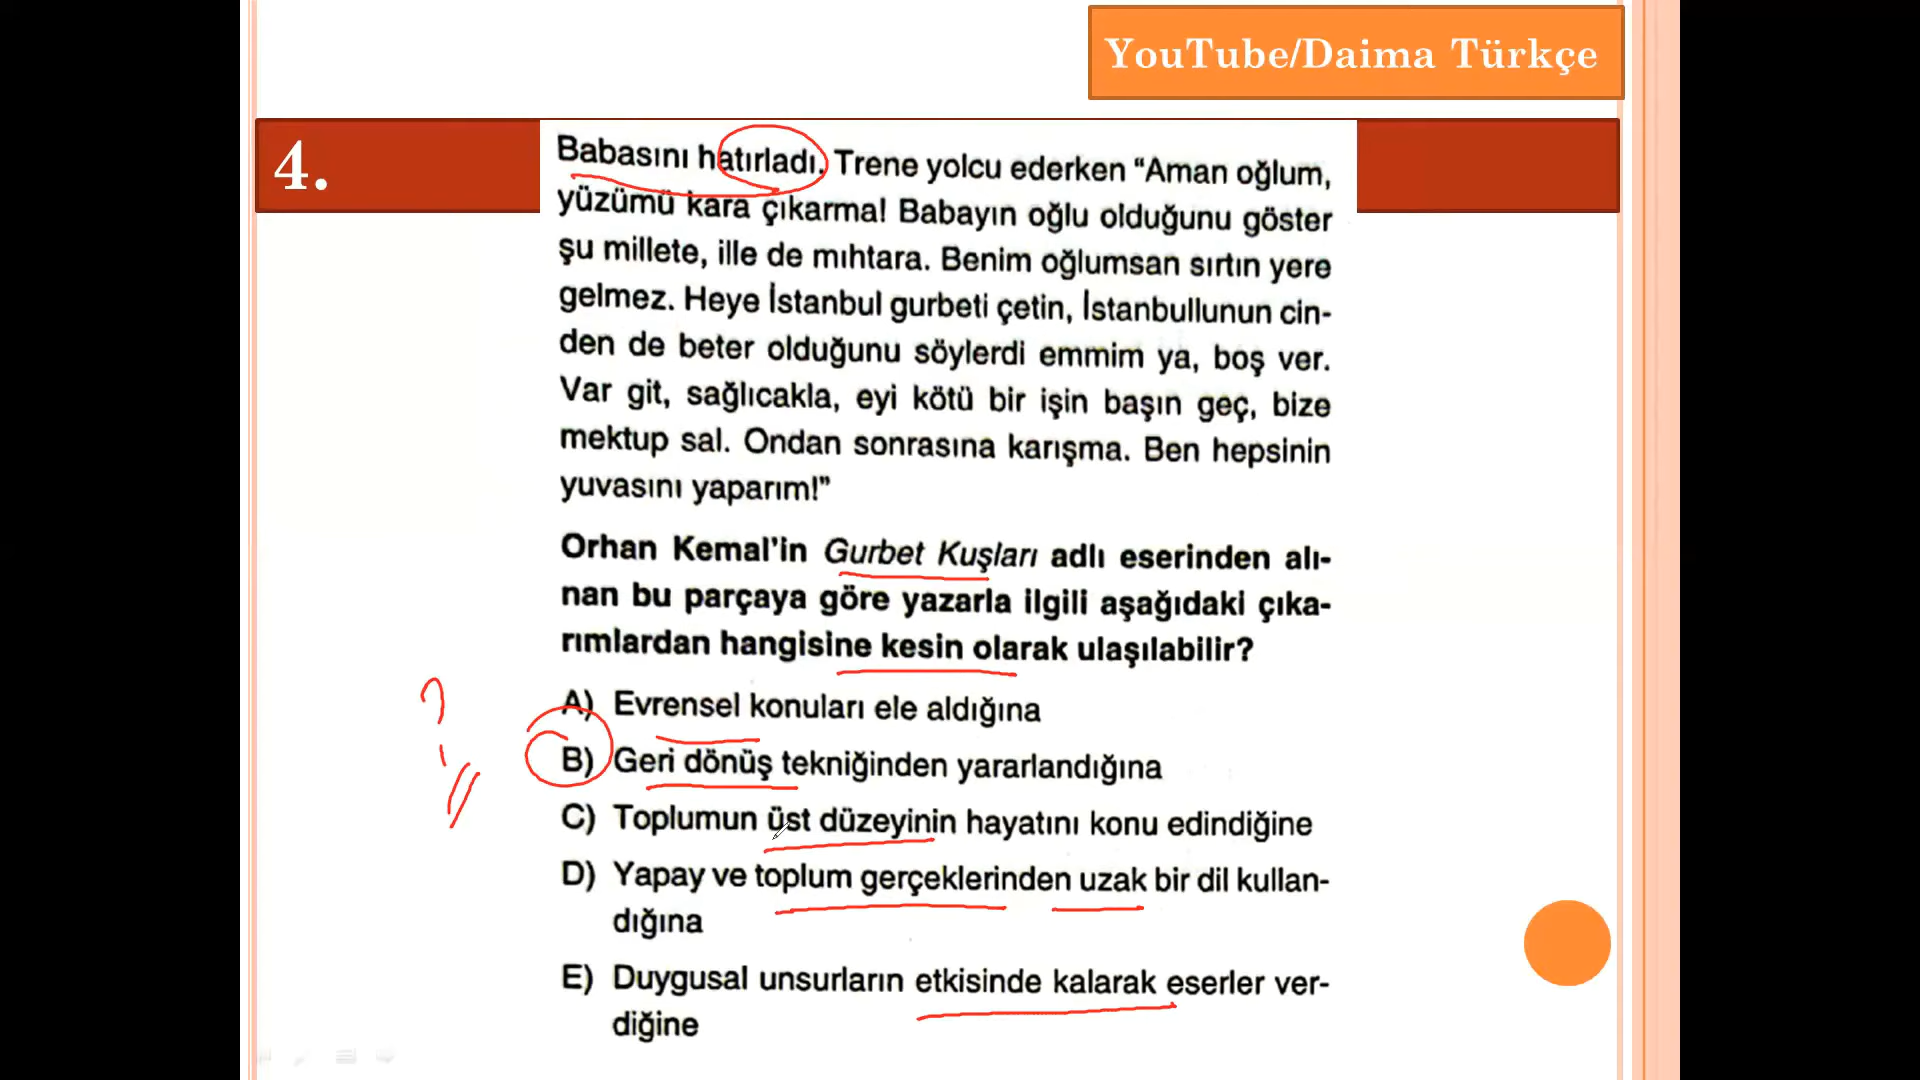 YouTube/Daima Türkçe
4.
Babasını hatırladı. Trene yolcu ederken “Aman oğlum,
yüzümü kara çıkarma! Babayın oğlu olduğunu göster
şu millete, ille de mıhtara. Benim oğlumsan sırtın yere
gelmez. Heye İstanbul gurbeti çetin, İstanbullunun cin-
den de beter olduğunu söylerdi emmim ya, boş ver.
Var git, sağlıcakla, eyi kötü bir işin başın geç, bize
mektup sal. Ondan sonrasına karışma. Ben hepsinin
yuvasını yaparım!”
Orhan Kemal’in Gurbet Kuşları adlı eserinden alı-
nan bu parçaya göre yazarla ilgili aşağıdaki çıka-
rımlardan hangisine kesin olarak ulaşılabilir?
A) Evrensel konuları ele aldığına
B) Geri dönüş tekniğinden yararlandığına
C) Toplumun üst düzeyinin hayatını konu edindiğine
D) Yapay ve toplum gerçeklerinden uzak bir dil kullan-
dığına
E) Duygusal unsurların etkisinde kalarak eserler ver-
diğine